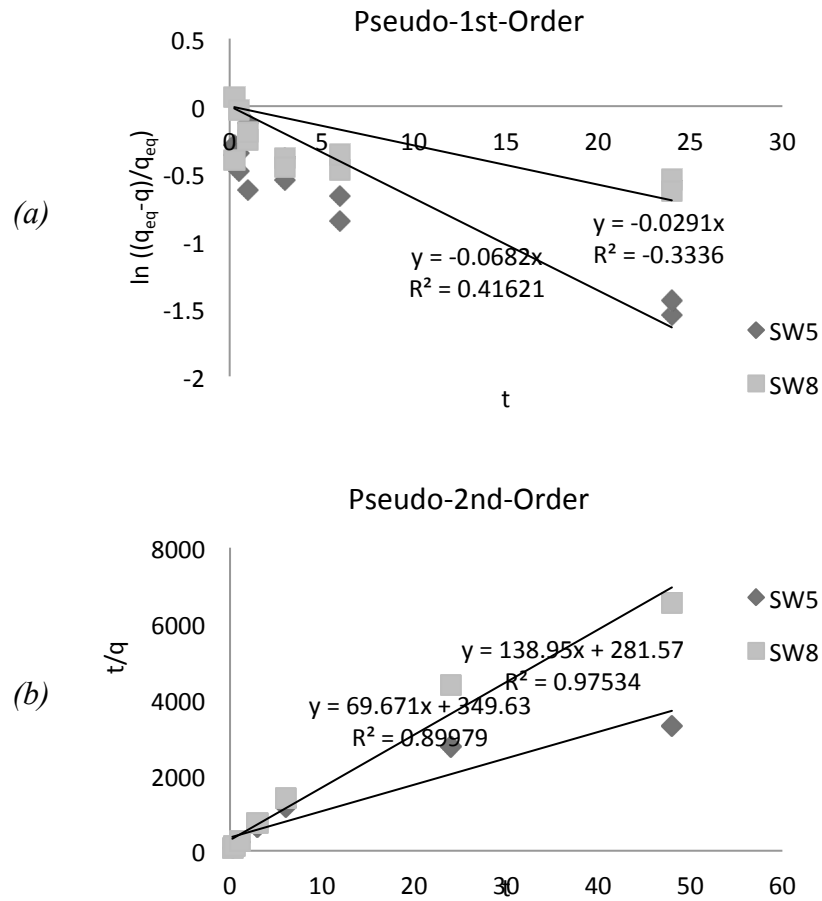 Pseudo-1st-Order
(a)
ln ((qeq-q)/qeq)
0.5
0
-0.5
-1
-1.5
-2
0 5 10 15 20 25 30
y = -0.0291x
R² = -0.3336
y = -0.0682x
R² = 0.41621
SW5
SW8
t
Pseudo-2nd-Order
(b)
t/q
8000
6000
4000
2000
0
y = 138.95x + 281.57
R² = 0.97534
y = 69.671x + 349.63
R² = 0.89979
SW5
SW8
0 10 20 30 40 50 60
t